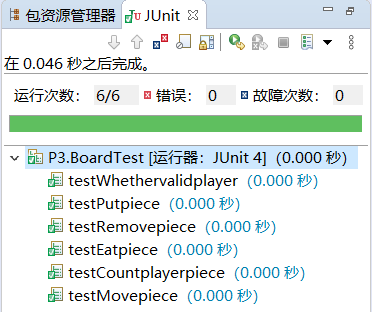 包资源管理器 JUnit
在 0.046 秒之后完成。
运行次数： 6/6 错误： 0 故障次数： 0
P3.BoardTest [运行器：JUnit 4] (0.000 秒)
testWhethervalidplayer (0.000 秒)
testPutpiece (0.000 秒)
testRemovepiece (0.000 秒)
testEatpiece (0.000 秒)
testCountplayerpiece (0.000 秒)
testMovepiece (0.000 秒)